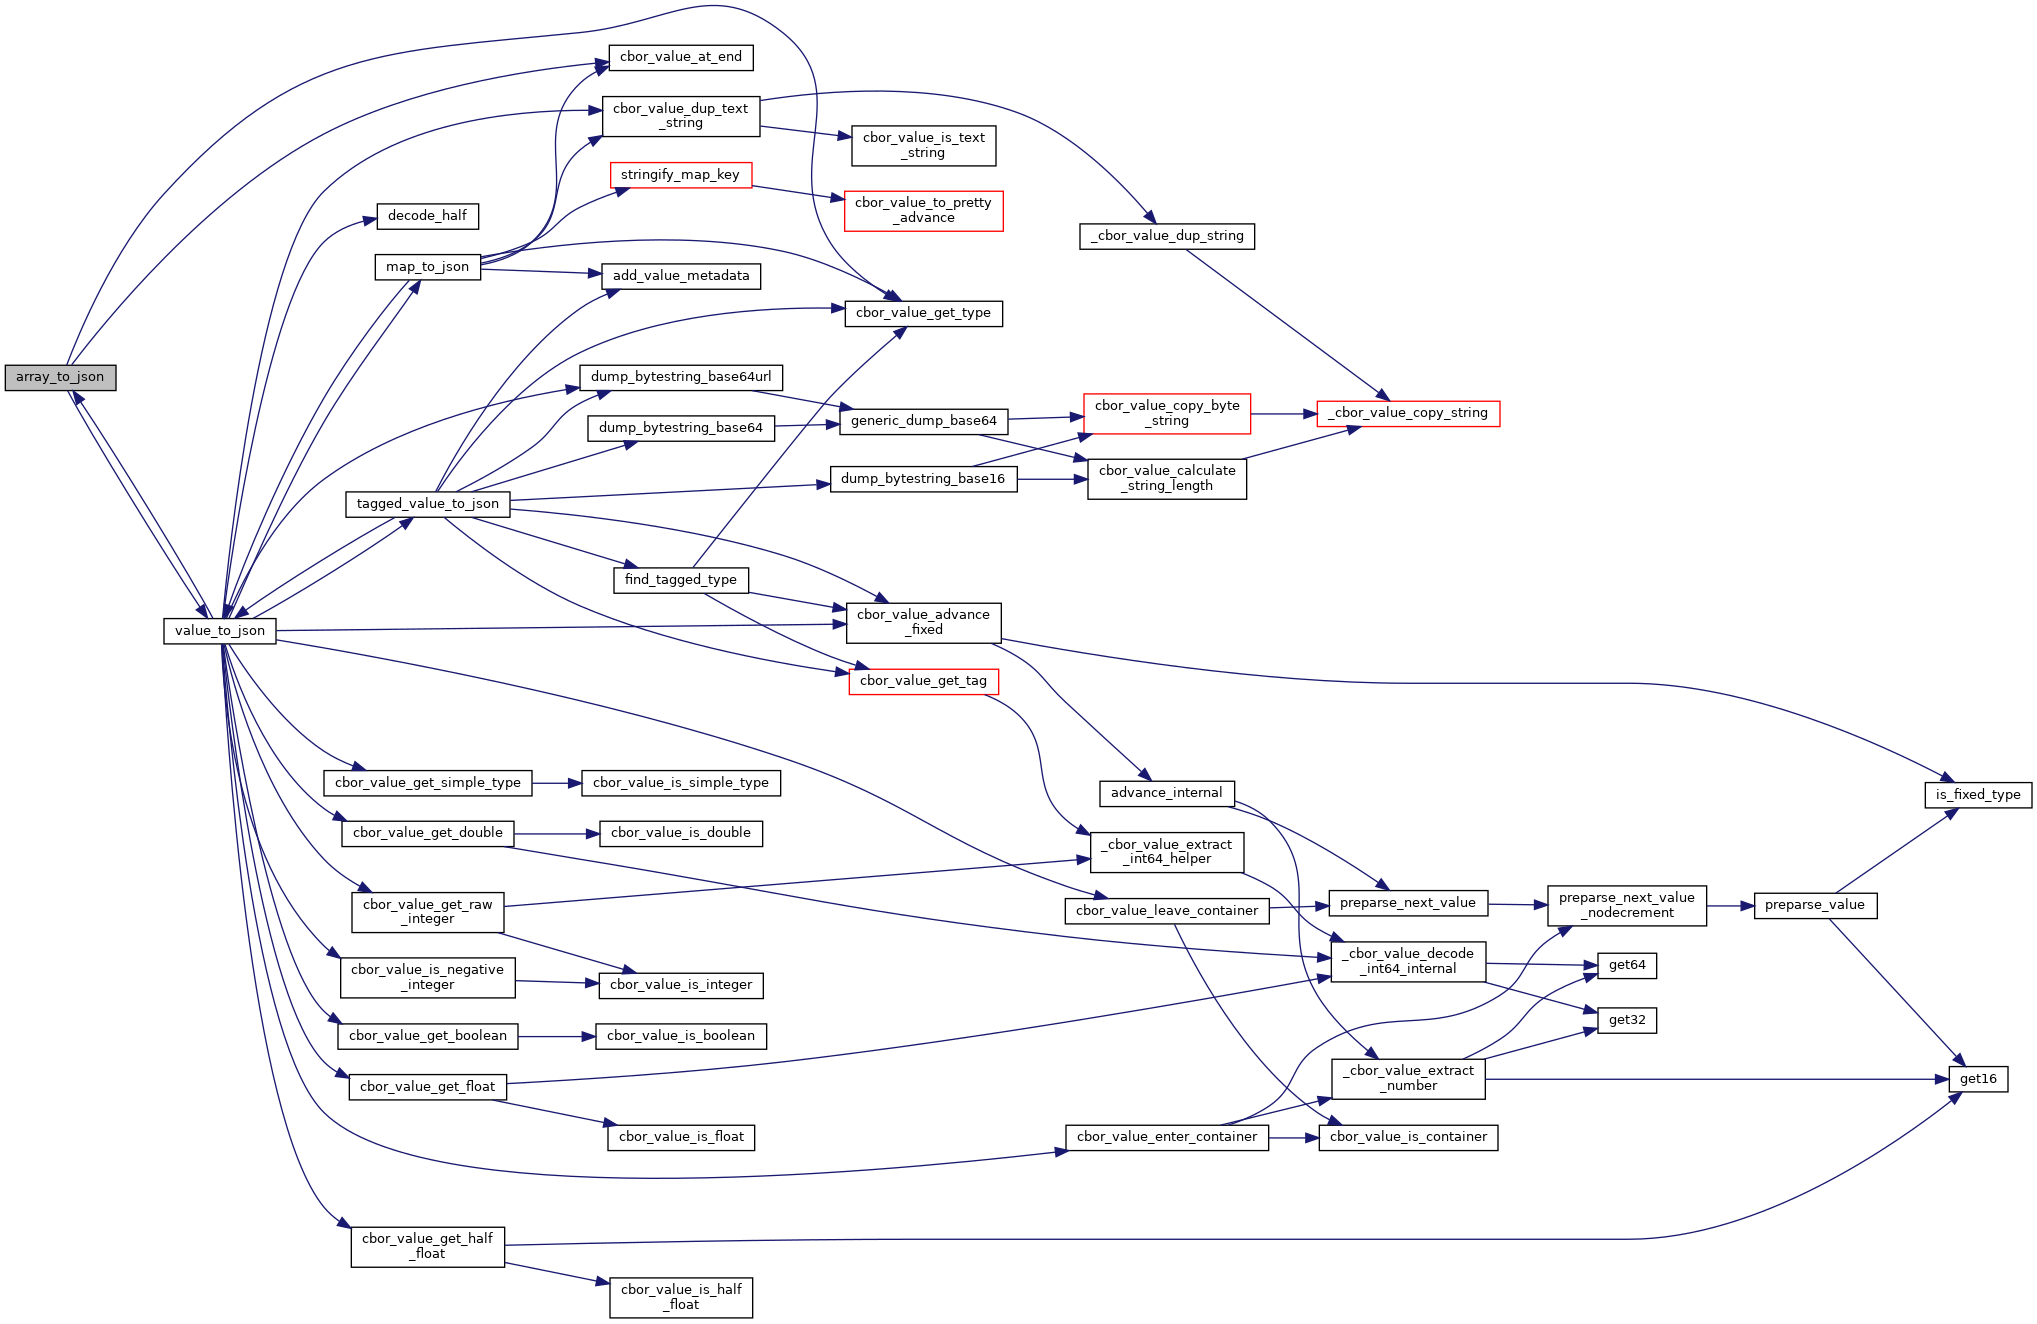 cbor_value_at_end
cbor_value_dup_text
_string
cbor_value_is_text
_string
stringify_map_key
cbor_value_to_pretty
_advance
decode_half
_cbor_value_dup_string
map_to_json
add_value_metadata
cbor_value_get_type
array_to_json
dump_bytestring_base64url
cbor_value_copy_byte
_string
_cbor_value_copy_string
generic_dump_base64
dump_bytestring_base64
cbor_value_calculate
_string_length
dump_bytestring_base16
tagged_value_to_json
find_tagged_type
cbor_value_advance
_fixed
value_to_json
cbor_value_get_tag
cbor_value_get_simple_type
cbor_value_is_simple_type
advance_internal
is_fixed_type
cbor_value_get_double
cbor_value_is_double
_cbor_value_extract
_int64_helper
cbor_value_get_raw
_integer
cbor_value_leave_container
preparse_next_value
preparse_next_value
_nodecrement
preparse_value
_cbor_value_decode
_int64_internal
get64
cbor_value_is_negative
_integer
cbor_value_is_integer
get32
cbor_value_get_boolean
cbor_value_is_boolean
_cbor_value_extract
_number
get16
cbor_value_get_float
cbor_value_is_float
cbor_value_enter_container
cbor_value_is_container
cbor_value_get_half
_float
cbor_value_is_half
_float